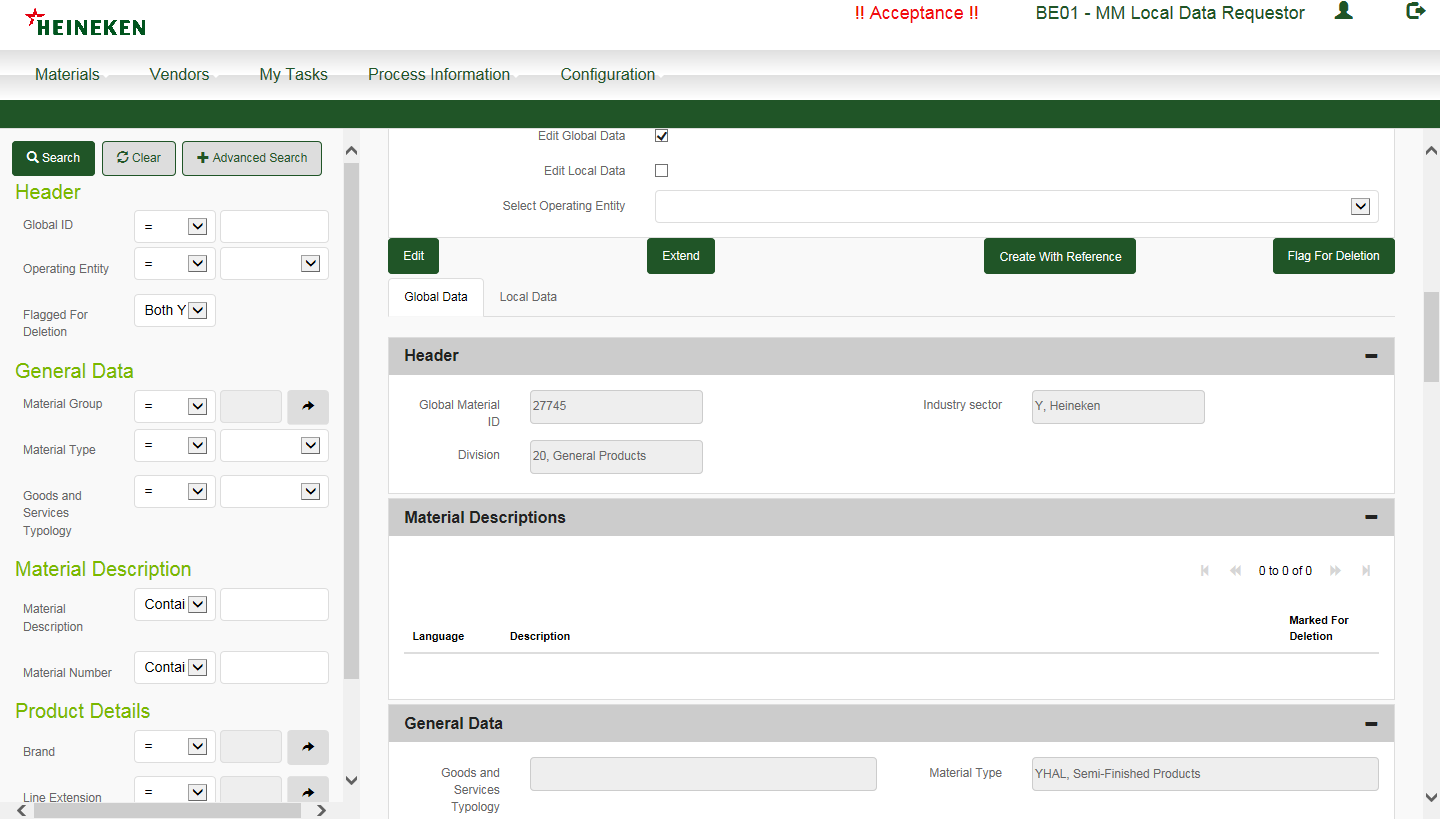 HEINEKEN
!! Acceptance !!
BE01 - MM Local Data Requestor
Materials
Vendors
My Tasks
Process Information
Configuration
Search
Clear
Advanced Search
Header
Global ID
=
Operating Entity
=
Flagged For
Deletion
Both Y
General Data
Material Group
=
Material Type
=
Goods and
Services
Typology
=
Material Description
Material
Description
Contai
Material Number
Contai
Product Details
Brand
=
Line Extension
=
Edit Global Data
Edit Local Data
Select Operating Entity
Edit
Extend
Create With Reference
Flag For Deletion
Global Data
Local Data
Header
Global Material
ID
27745
Industry sector
Y, Heineken
Division
20, General Products
Material Descriptions
0 to 0 of 0
Language
Description
Marked For
Deletion
General Data
Goods and
Services
Typology
Material Type
YHAL, Semi-Finished Products